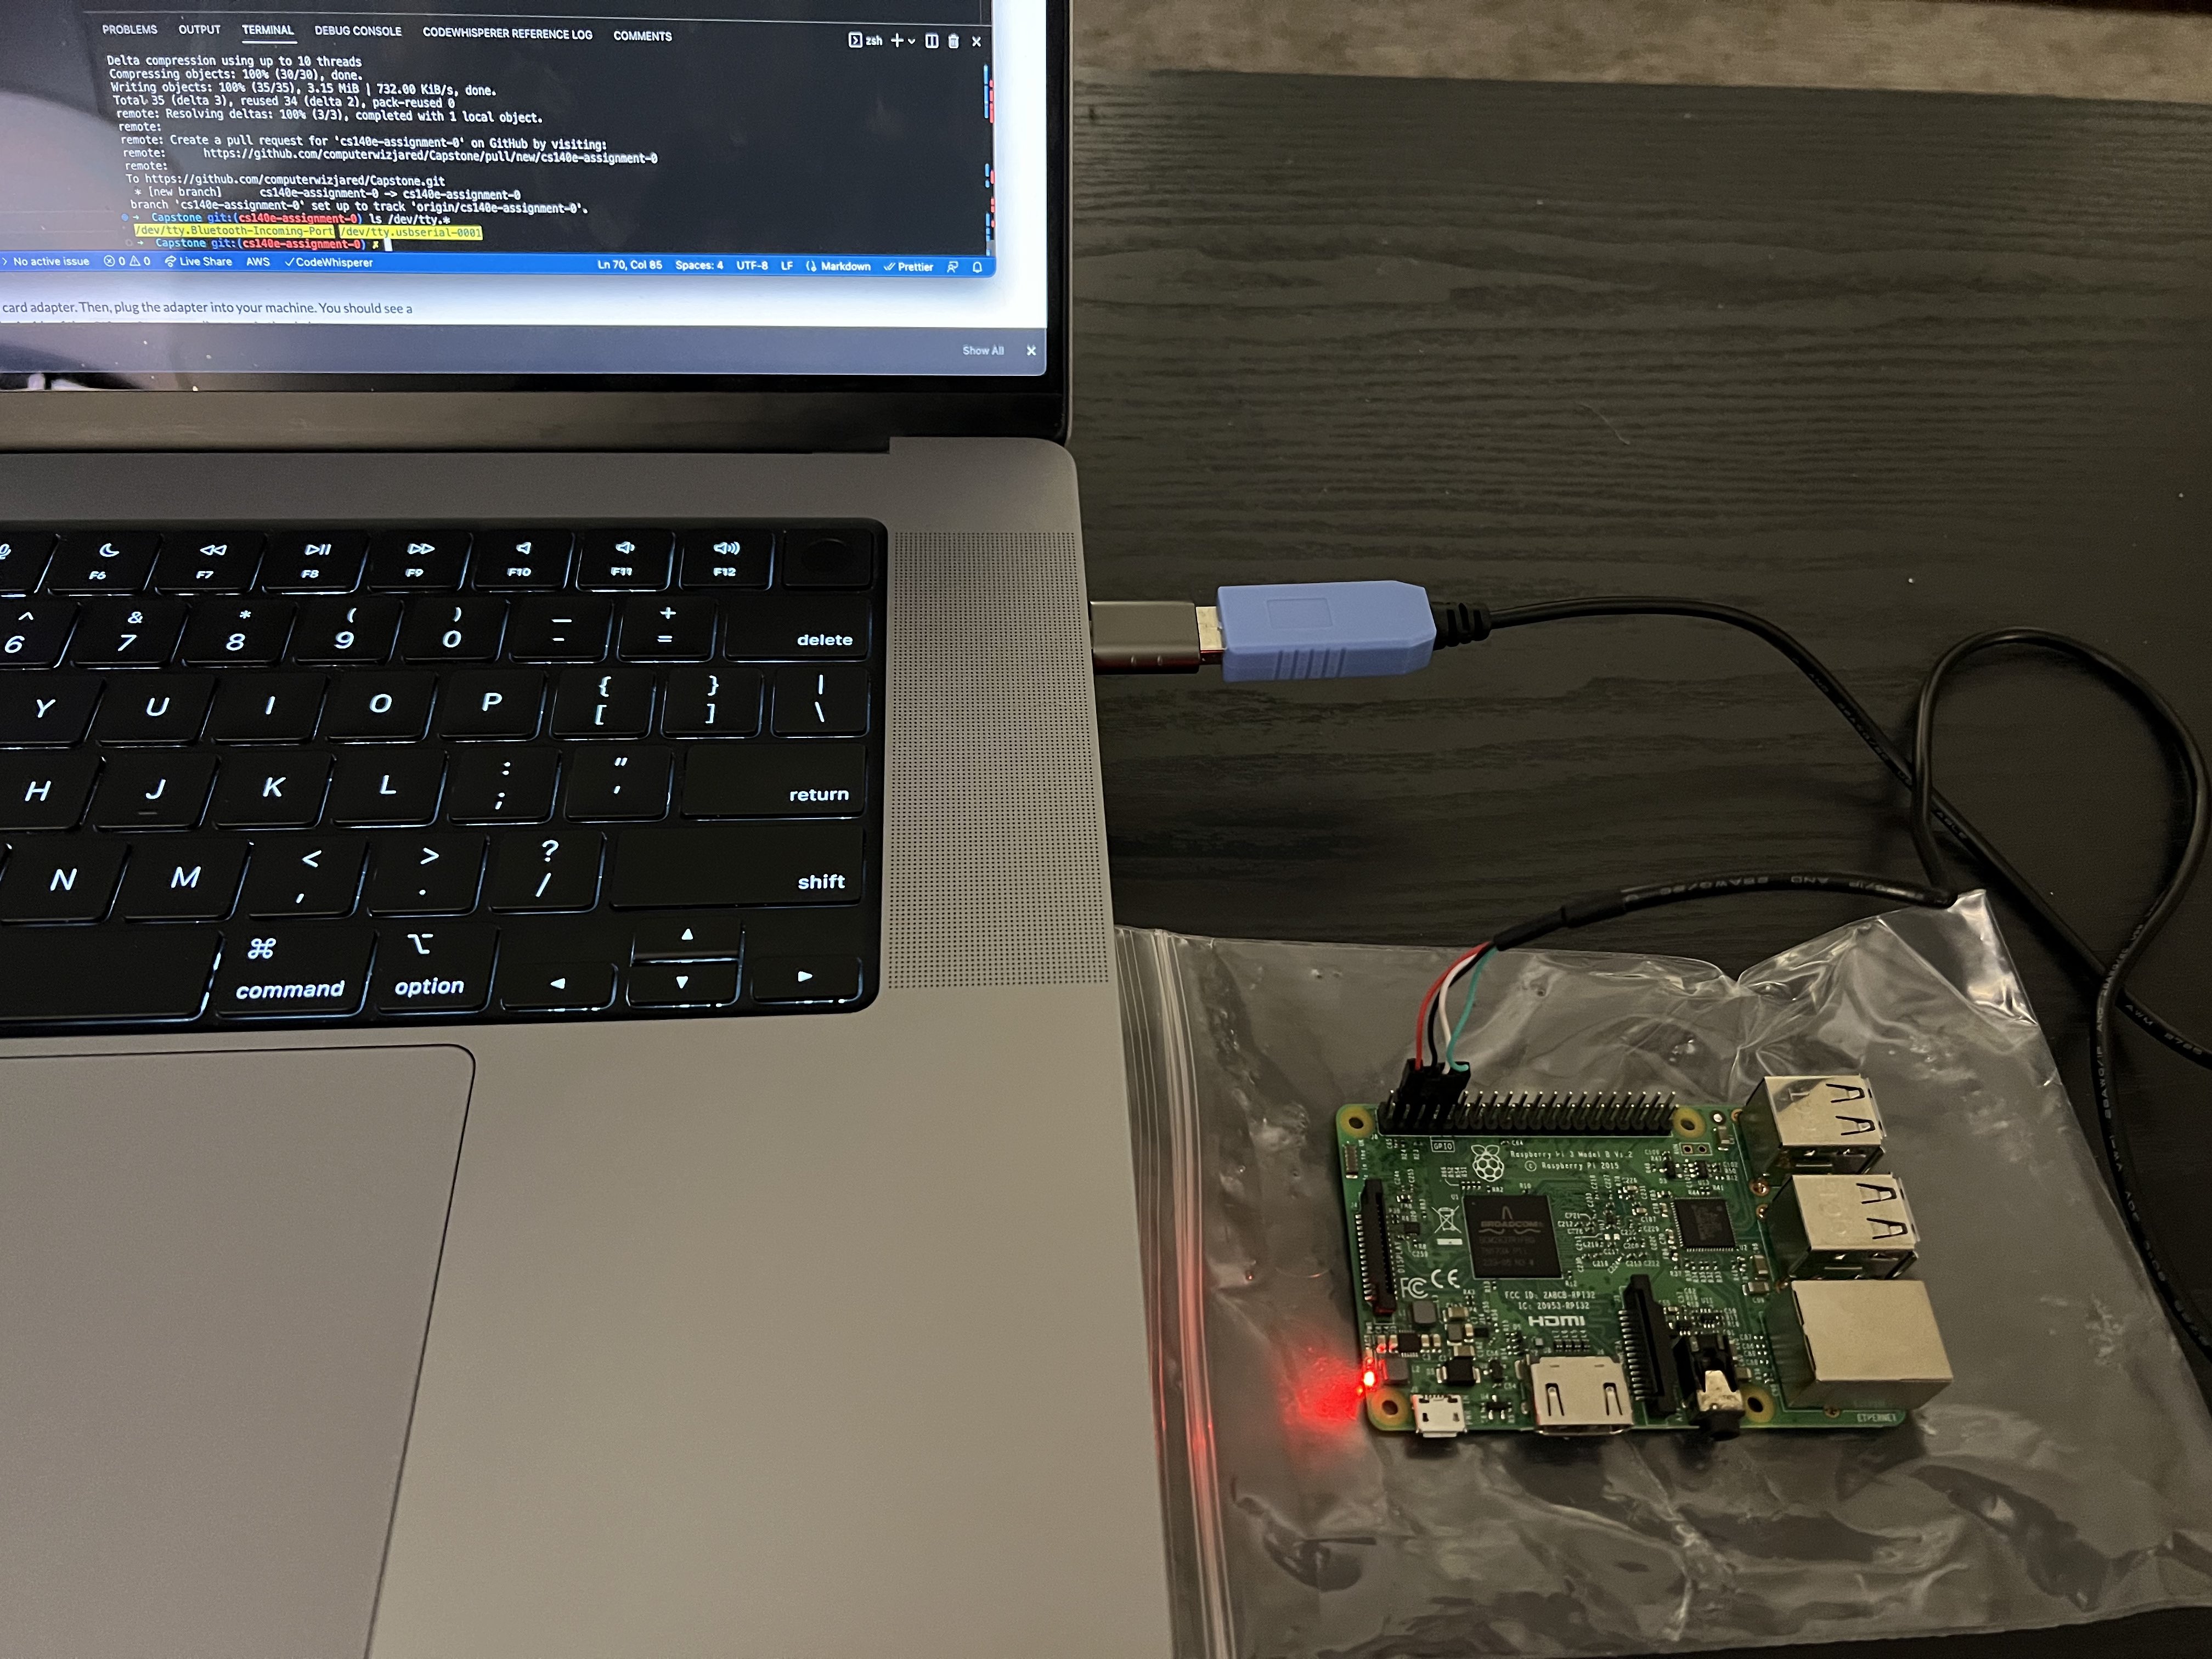 PROBLEMS OUTPUT TERMINAL DEBUG CONSOLE CODEWHISPERER REFERENCE LOG COMMENTS zsh
Delta compression using up to 10 threads
Compressing objects: 100% (30/30), done.
Writing objects: 100% (35/35), 3.15 MiB | 732.00 KiB/s, done.
Total 35 (delta 3), reused 34 (delta 2), pack-reused 0
remote: Resolving deltas: 100% (3/3), completed with 1 local object.
remote:
remote: Create a pull request for 'cs140e-assignment-0' on GitHub by visiting:
remote: https://github.com/computerwizjared/Capstone/pull/new/cs140e-assignment-0
remote:
To https://github.com/computerwizjared/Capstone.git
* [new branch] cs140e-assignment-0 -> cs140e-assignment-0
branch 'cs140e-assignment-0' set up to track 'origin/cs140e-assignment-0'.
➜ Capstone git:(cs140e-assignment-0) ls /dev/tty.*
/dev/tty.Bluetooth-Incoming-Port /dev/tty.usbserial-0001
➜ Capstone git:(cs140e-assignment-0) ✗
No active issue 0 0 Live Share AWS ✓CodeWhisperer Ln 70, Col 85 Spaces: 4 UTF-8 LF Markdown Prettier
card adapter. Then, plug the adapter into your machine. You should see a
Show All
F6 F7 F8 F9 F10 F11 F12
^ & * ( ) — +
6 7 8 9 0 - = delete
Y U I O P { [ } ] | \
H J K L : ; " ' return
N M < , > . ? / shift
⌘ ⌥
command option
GPIO
Raspberry Pi 3 Model B V1.2
© Raspberry Pi 2015
BROADCOM
DISPLAY
FC CE
FCC ID: 2ABCB-RPI32
IC: 20953-RPI32
HDMI
ETHERNET